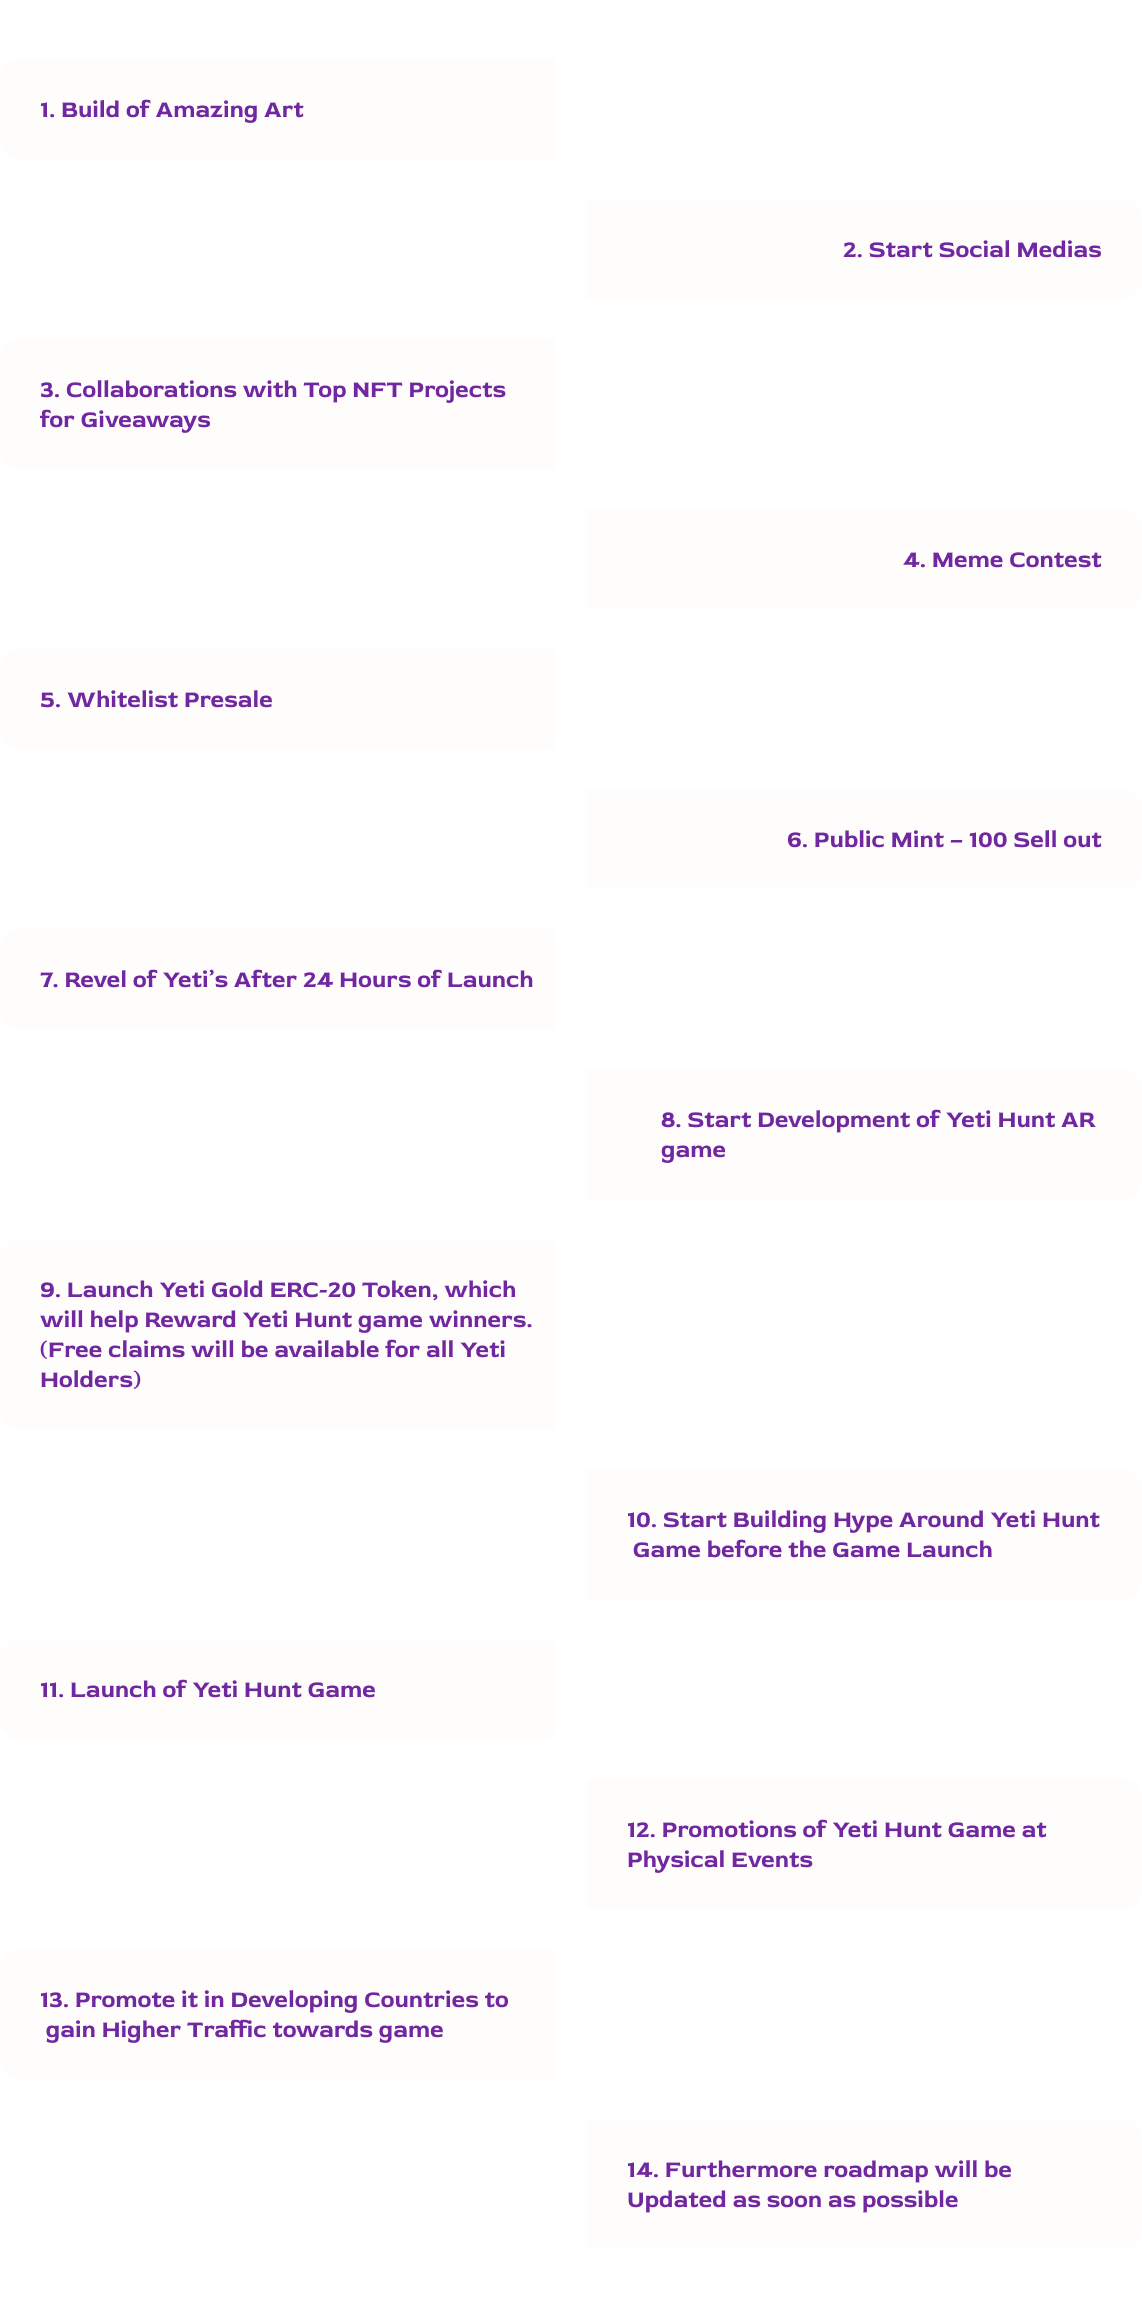 1. Build of Amazing Art
2. Start Social Medias
3. Collaborations with Top NFT Projects
for Giveaways
4. Meme Contest
5. Whitelist Presale
6. Public Mint – 100 Sell out
7. Revel of Yeti’s After 24 Hours of Launch
8. Start Development of Yeti Hunt AR
game
9. Launch Yeti Gold ERC-20 Token, which
will help Reward Yeti Hunt game winners.
(Free claims will be available for all Yeti
Holders)
10. Start Building Hype Around Yeti Hunt
Game before the Game Launch
11. Launch of Yeti Hunt Game
12. Promotions of Yeti Hunt Game at
Physical Events
13. Promote it in Developing Countries to
gain Higher Traffic towards game
14. Furthermore roadmap will be
Updated as soon as possible